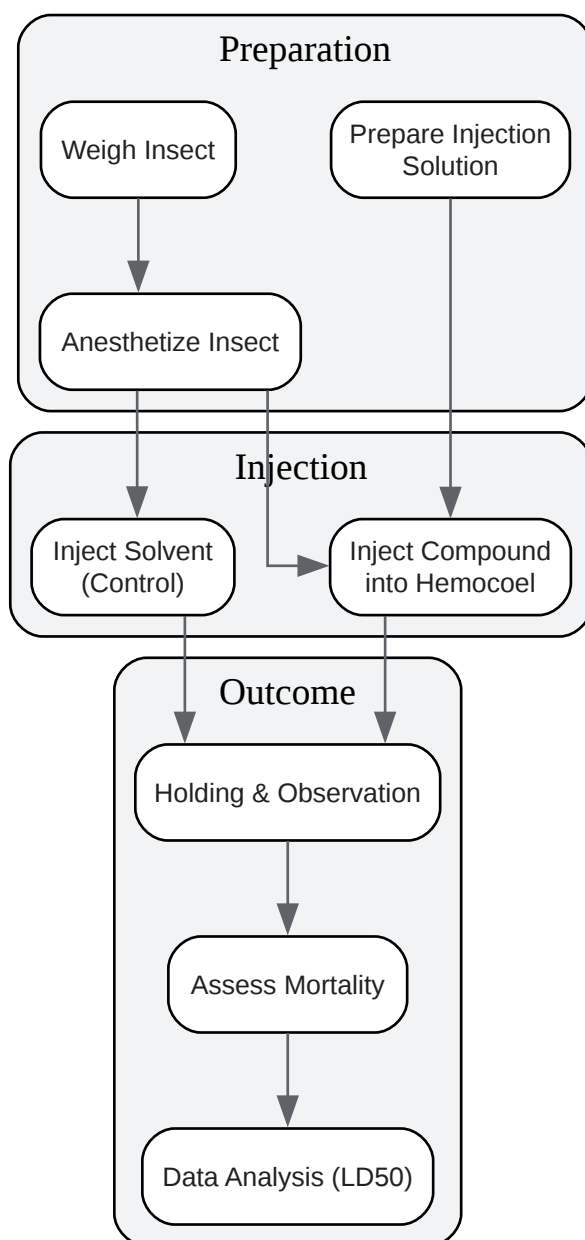 Preparation
Weigh Insect
Prepare Injection
Solution
Anesthetize Insect
Injection
Inject Solvent
(Control)
Inject Compound
into Hemocoel
Outcome
Holding & Observation
Assess Mortality
Data Analysis (LD50)